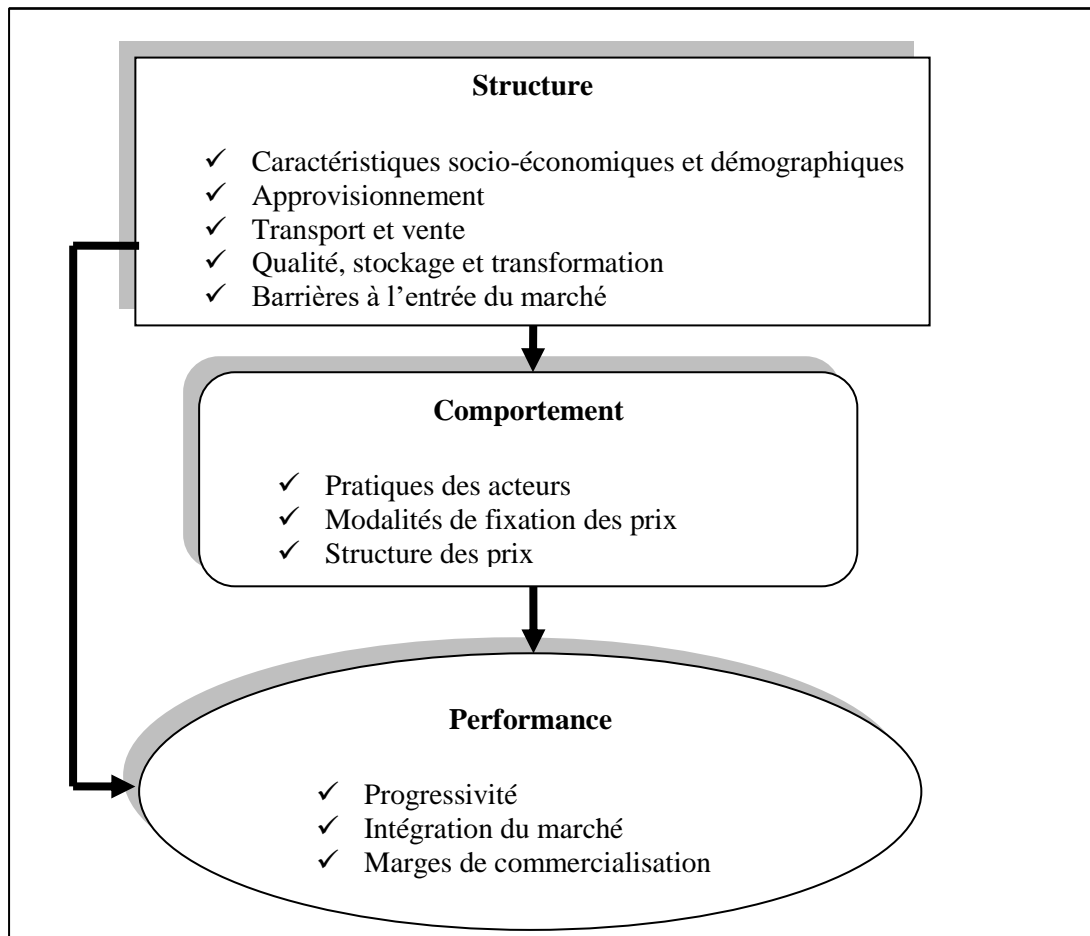 Structure
✓ Caractéristiques socio-économiques et démographiques
✓ Approvisionnement
✓ Transport et vente
✓ Qualité, stockage et transformation
✓ Barrières à l’entrée du marché
Comportement
✓ Pratiques des acteurs
✓ Modalités de fixation des prix
✓ Structure des prix
Performance
✓ Progressivité
✓ Intégration du marché
✓ Marges de commercialisation